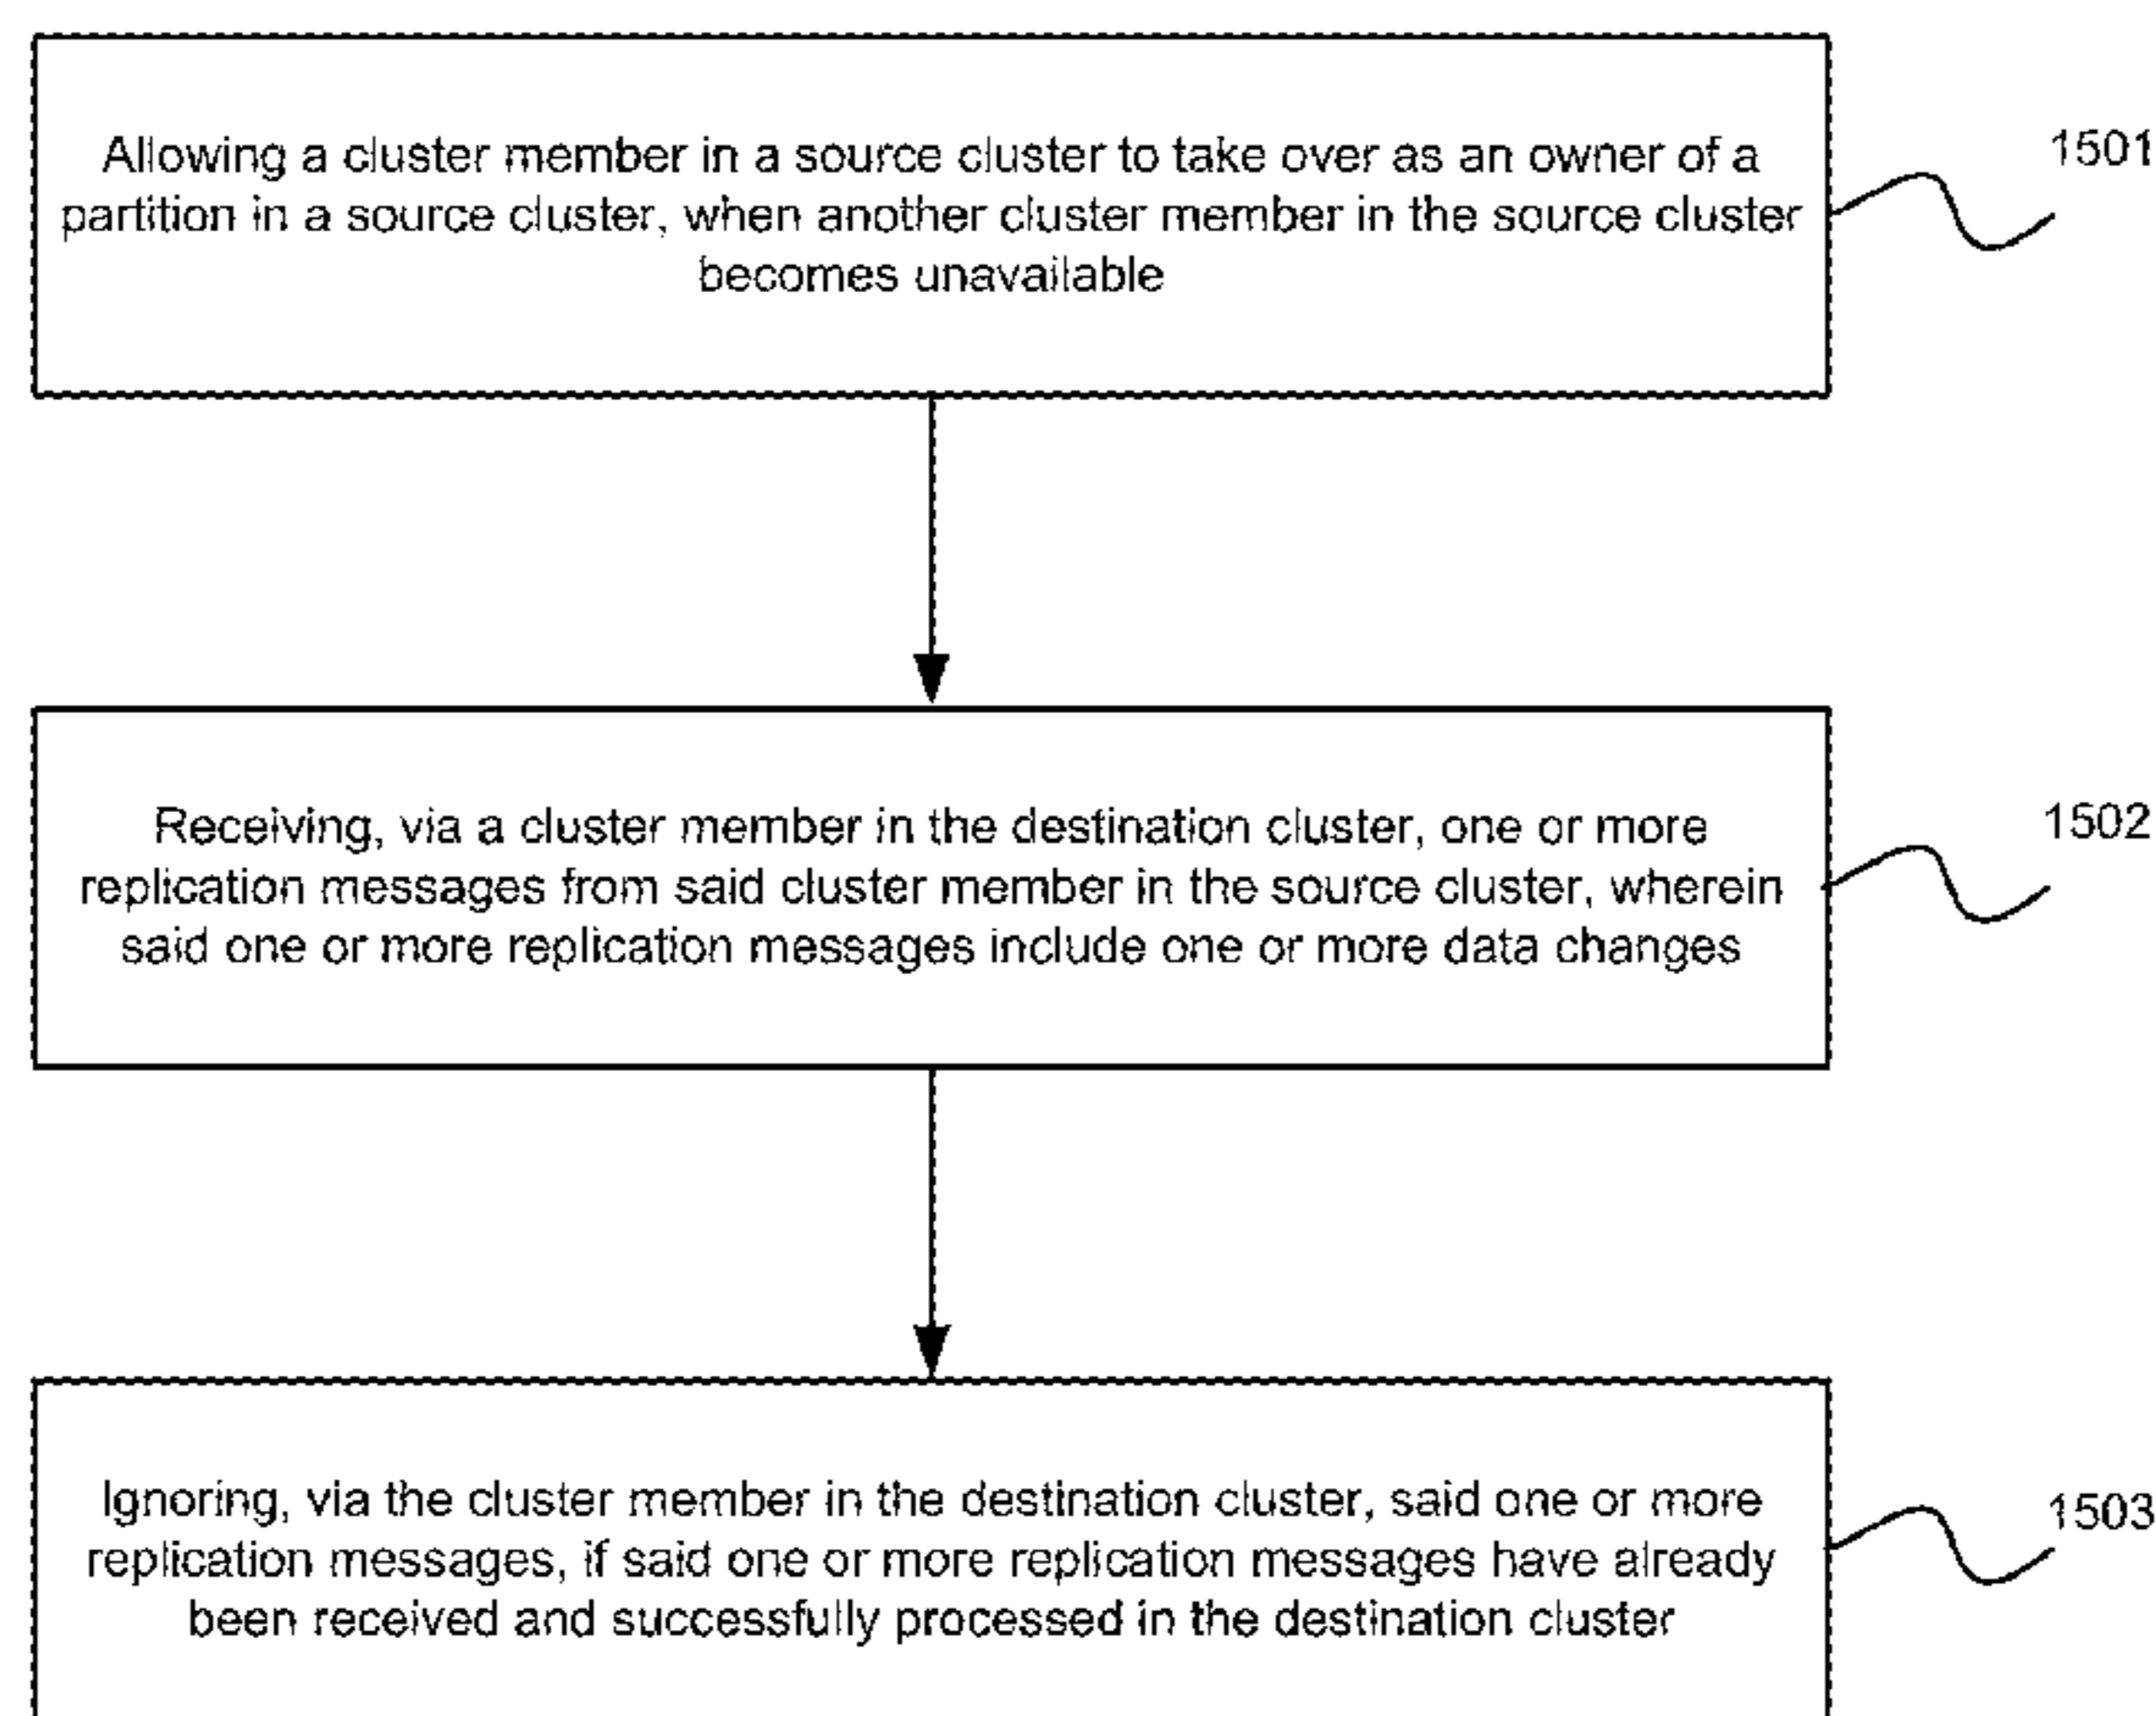 Allowing a cluster member in a source cluster to take over as an owner of a
partition in a source cluster, when another cluster member in the source cluster
becomes unavailable
1501
Receiving, via a cluster member in the destination cluster, one or more
replication messages from said cluster member in the source cluster, wherein
said one or more replication messages include one or more data changes
1502
Ignoring, via the cluster member in the destination cluster, said one or more
replication messages, if said one or more replication messages have already
been received and successfully processed in the destination cluster
1503